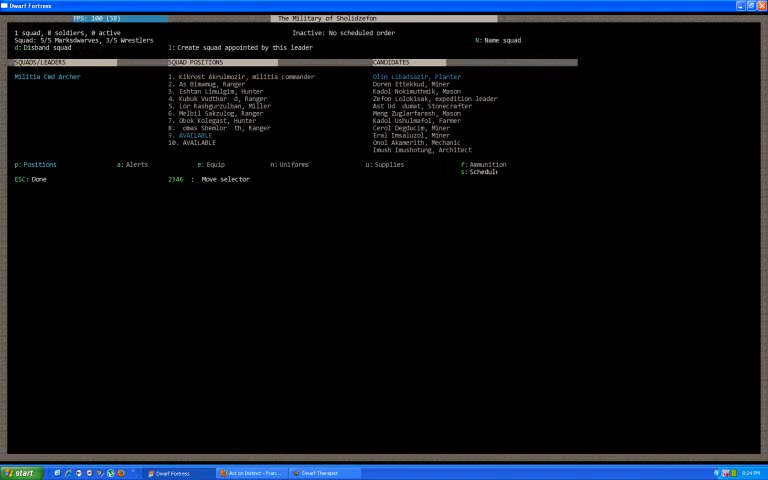 Dwarf Fortress
FPS: 100 (38)
The Military of Sholidzefon
1 squad, 8 soldiers, 0 active
Inactive: No scheduled order
Squad: 5/5 Marksdwarves, 3/5 Wrestlers
N: Name squad
d: Disband squad
l: Create squad appointed by this leader
SQUADS/LEADERS
SQUAD POSITIONS
CANDIDATES
Militia Cmd Archer
1. Kikrost Akrulmozir, militia commander
2. As Bimamug, Ranger
3. Eshtan Limulgim, Hunter
4. Kubuk Vudthar d, Ranger
5. Lor Rashgurzulban, Miller
6. Melbil Sakzulog, Ranger
7. Obok Kolegast, Hunter
8. omas Shemlor th, Ranger
9. AVAILABLE
10. AVAILABLE
Olin Libadsazir, Planter
Doren Ettekkud, Miner
Kadol Nokimuthmik, Mason
Zefon Lolokisak, expedition leader
Ast Ud dumat, Stonecrafter
Meng Zuglarfarash, Mason
Kadol Ushulmafol, Farmer
Cerol Degducim, Miner
Eral Imulzalon, Miner
Onol Akamerith, Mechanic
Imush Imushotung, Architect
p: Positions
a: Alerts
e: Equip
n: Uniforms
u: Supplies
f: Ammunition
s: Schedul
ESC: Done
2346 : Move selector
start
Dwarf Fortress
Act on Instinct - Fran...
Dwarf Therapist
8:24 PM